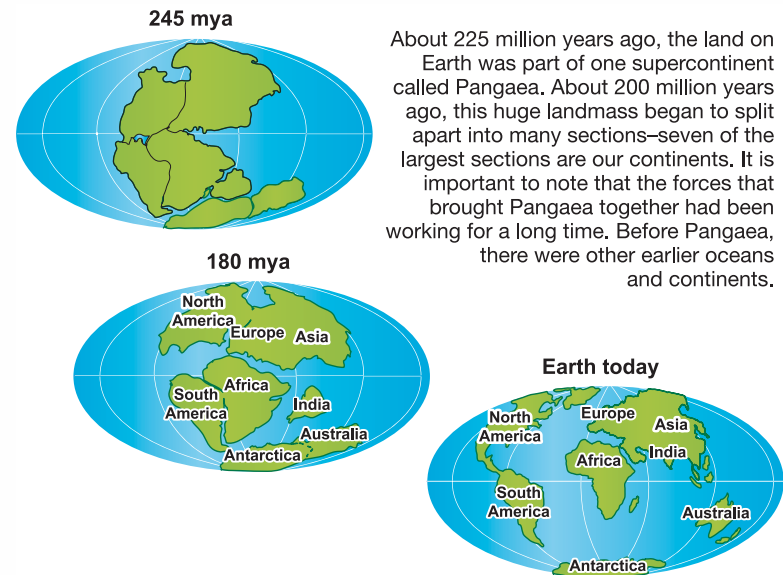 245 mya
About 225 million years ago, the land on
Earth was part of one supercontinent
called Pangaea. About 200 million years
ago, this huge landmass began to split
apart into many sections–seven of the
largest sections are our continents. It is
important to note that the forces that
brought Pangaea together had been
working for a long time. Before Pangaea,
there were other earlier oceans
and continents.
180 mya
North
America
Europe
Asia
Africa
South
America
India
Australia
Antarctica
Earth today
North
America
Europe
Asia
India
Africa
South
America
Australia
Antarctica